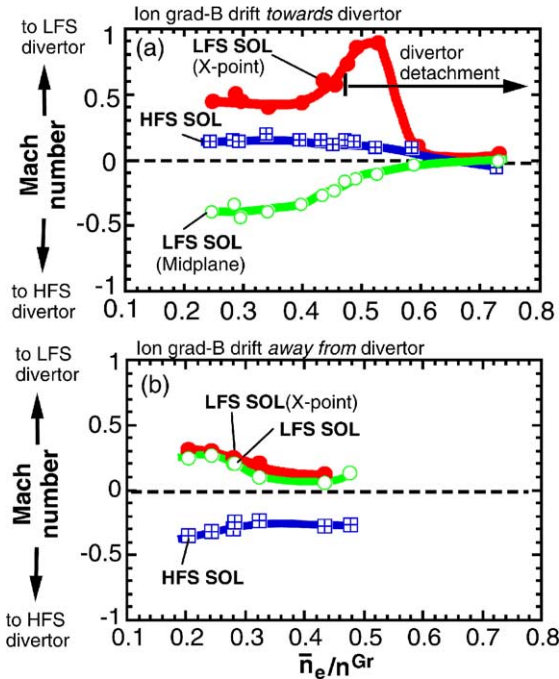 Ion grad-B drift towards divertor
to LFS
divertor
Mach
number
to HFS
divertor
1
0.5
0
-0.5
-1
(a)
LFS SOL
(X-point)
divertor
detachment
HFS SOL
LFS SOL
(Midplane)
0.1 0.2 0.3 0.4 0.5 0.6 0.7 0.8
Ion grad-B drift away from divertor
to LFS
divertor
Mach
number
to HFS
divertor
1
0.5
0
-0.5
-1
(b)
LFS SOL(X-point)
LFS SOL
HFS SOL
0.1 0.2 0.3 0.4 0.5 0.6 0.7 0.8
n̄e/nGr